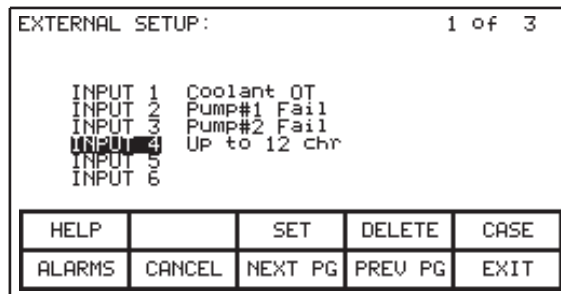 EXTERNAL SETUP: 1 of 3
INPUT 1 Coolant OT
INPUT 2 Pump#1 Fail
INPUT 3 Pump#2 Fail
INPUT 4 Up to 12 chr
INPUT 5
INPUT 6
HELP SET DELETE CASE
ALARMS CANCEL NEXT PG PREV PG EXIT